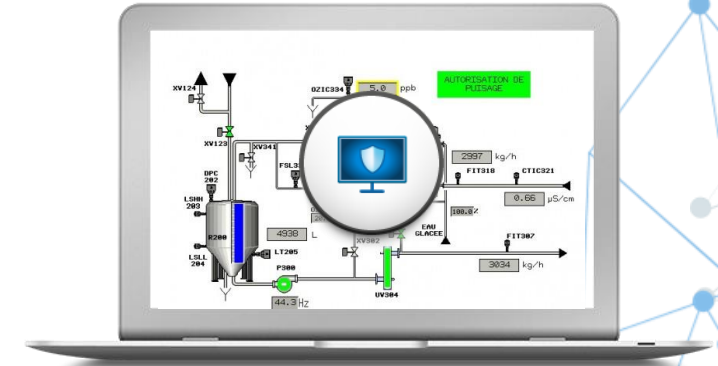 AUTORISATION DE
PUISAGE
OZIC334
5.0 ppb
XV124
XV123
XV341
2997 kg/h
FIT318
CTIC321
DPC
202
0.66 µS/cm
LSHH
203
100.0 %
R200
4938 L
EAU
GLACEE
FIT307
XV302
LSLL
204
LT205
P300
3034 kg/h
UV304
44.3 Hz